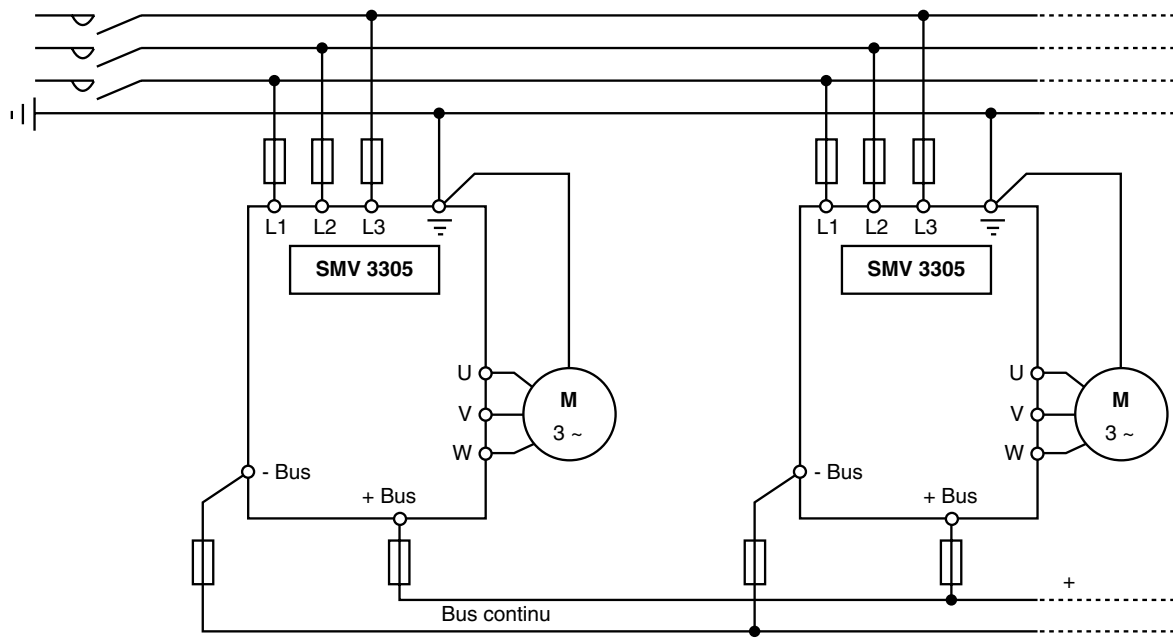 L1 L2 L3
SMV 3305
U
V
W
M
3 ~
- Bus
+ Bus
L1 L2 L3
SMV 3305
U
V
W
M
3 ~
- Bus
+ Bus
+
Bus continu